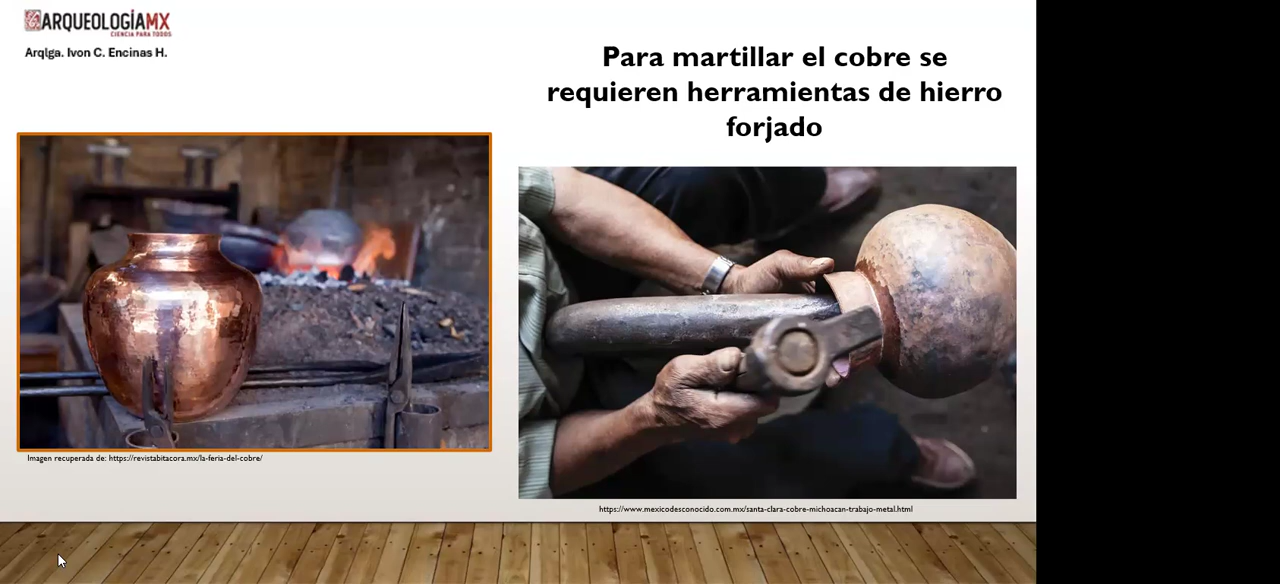 ARQUEOLOGÍAMX
CIENCIA PARA TODOS
Arqlga. Ivon C. Encinas H.
Para martillar el cobre se
requieren herramientas de hierro
forjado
Imagen recuperada de: https://revistabitacora.mx/la-feria-del-cobre/
https://www.mexicodesconocido.com.mx/santa-clara-cobre-michoacan-trabajo-metal.html